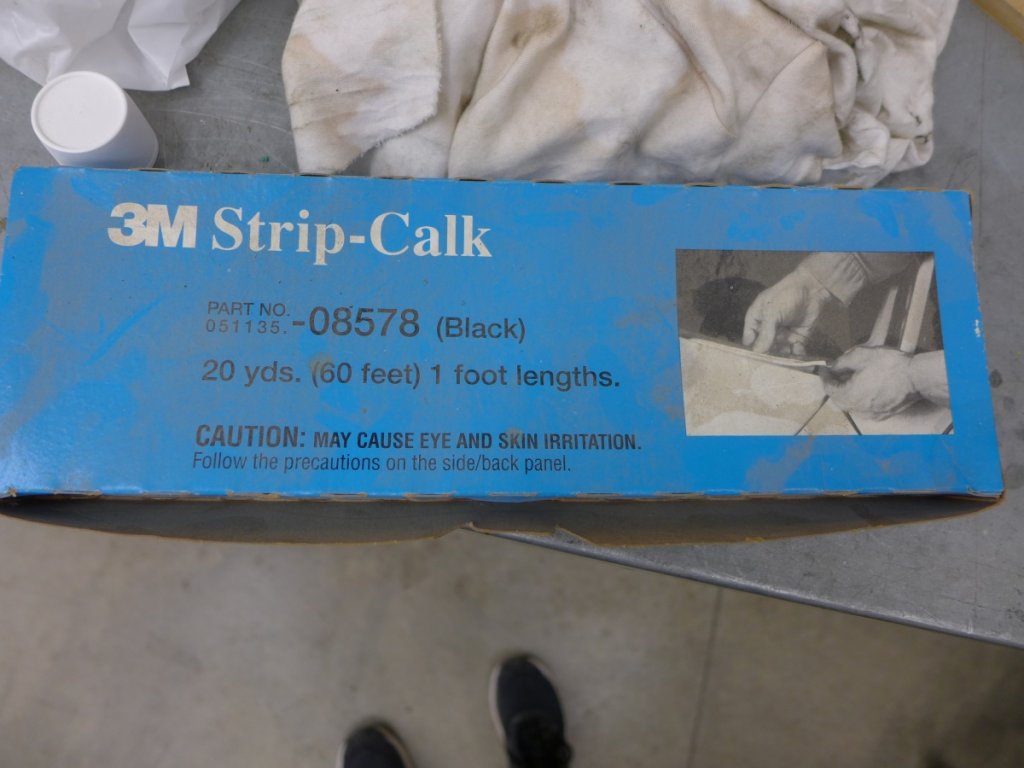 3M Strip-Calk
PART NO.
051135.-08578 (Black)
20 yds. (60 feet) 1 foot lengths.
CAUTION: MAY CAUSE EYE AND SKIN IRRITATION.
Follow the precautions on the side/back panel.